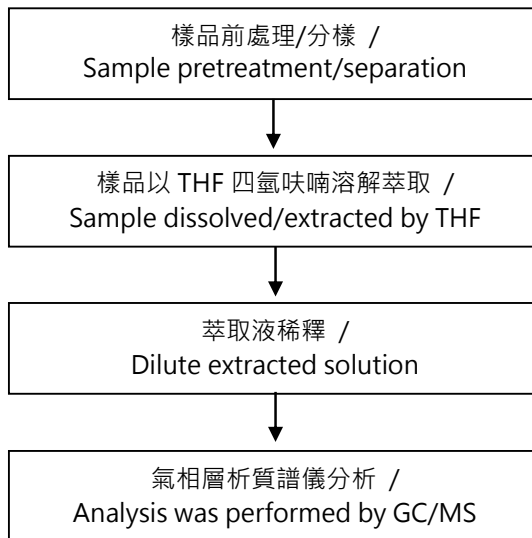 樣品前處理/分樣 /
Sample pretreatment/separation
樣品以 THF 四氫呋喃溶解萃取 /
Sample dissolved/extracted by THF
萃取液稀釋 /
Dilute extracted solution
氣相層析質譜儀分析 /
Analysis was performed by GC/MS